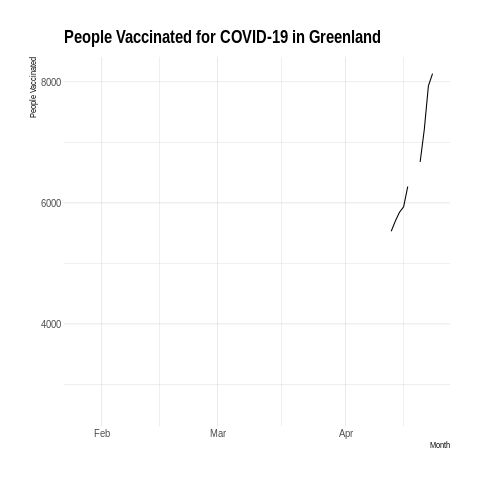 People Vaccinated for COVID-19 in Greenland
People Vaccinated
8000
6000
4000
Feb Mar Apr
Month